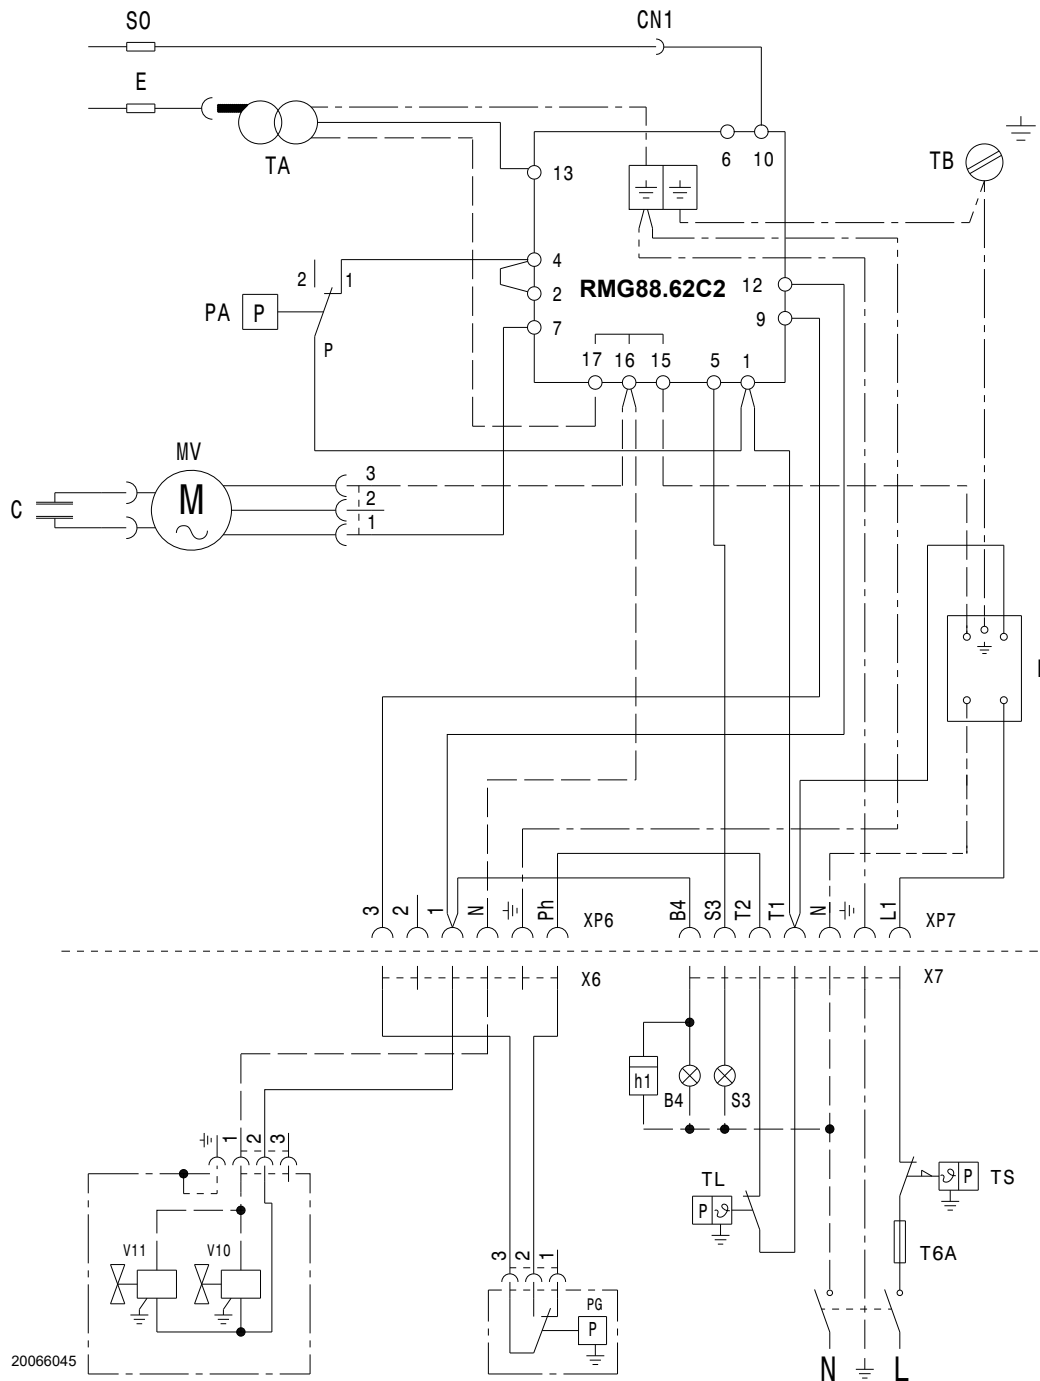 SO
CN1
E
TA
TB
13
6
10
4
2
7
RMG88.62C2
12
9
2
1
PA
P
P
17
16
15
5
1
MV
M
C
3
2
1
3
2
1
N
Ph
XP6
B4
S3
T2
T1
N
L1
XP7
X6
X7
h1
B4
S3
TL
P
P
TS
T6A
1
2
3
V11
V10
3
2
1
PG
P
N
L
20066045